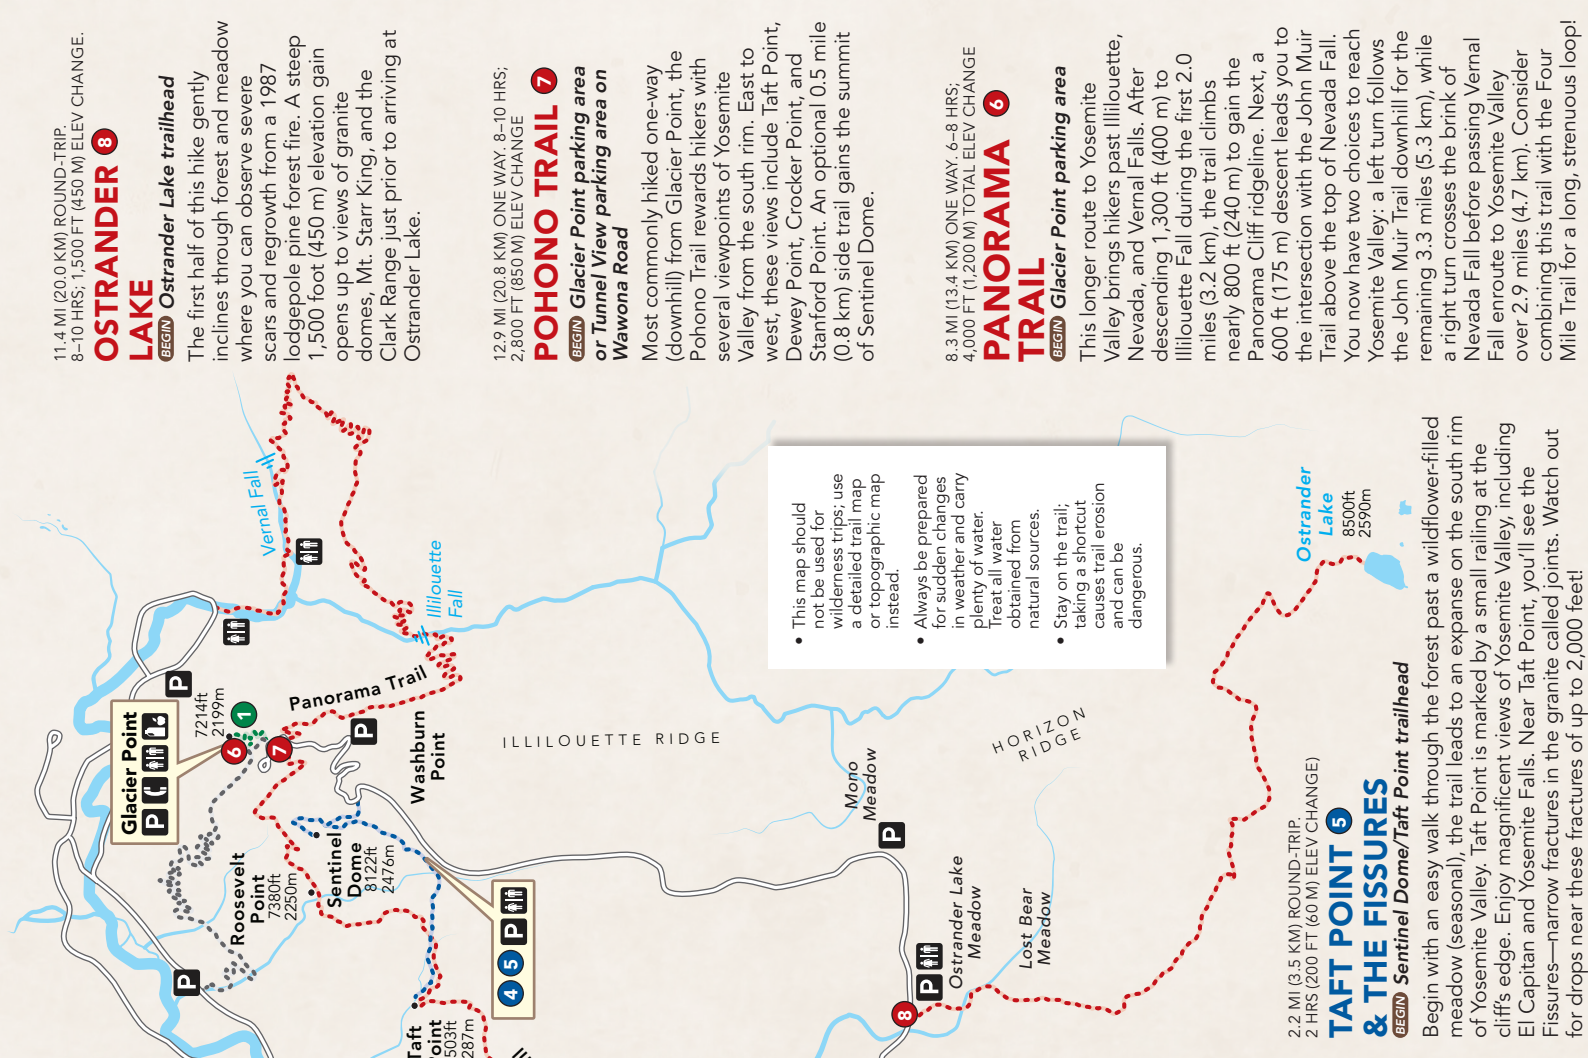 11.4 MI (20.0 KM) ROUND-TRIP.
8–10 HRS; 1,500 FT (450 M) ELEV CHANGE.
OSTRANDER 8
LAKE
BEGIN Ostrander Lake trailhead
The first half of this hike gently
inclines through forest and meadow
where you can observe severe
scars and regrowth from a 1987
lodgepole pine forest fire. A steep
1,500 foot (450 m) elevation gain
opens up to views of granite
domes, Mt. Starr King, and the
Clark Range just prior to arriving at
Ostrander Lake.
12.9 MI (20.8 KM) ONE WAY. 8–10 HRS;
2,800 FT (850 M) ELEV CHANGE
POHONO TRAIL 7
BEGIN Glacier Point parking area
or Tunnel View parking area on
Wawona Road
Most commonly hiked one-way
(downhill) from Glacier Point, the
Pohono Trail rewards hikers with
several viewpoints of Yosemite
Valley from the south rim. East to
west, these views include Taft Point,
Dewey Point, Crocker Point, and
Stanford Point. An optional 0.5 mile
(0.8 km) side trail gains the summit
of Sentinel Dome.
8.3 MI (13.4 KM) ONE WAY. 6–8 HRS;
4,000 FT (1,200 M) TOTAL ELEV CHANGE
PANORAMA 6
TRAIL
BEGIN Glacier Point parking area
This longer route to Yosemite
Valley brings hikers past Illilouette,
Nevada, and Vernal Falls. After
descending 1,300 ft (400 m) to
Illilouette Fall during the first 2.0
miles (3.2 km), the trail climbs
nearly 800 ft (240 m) to gain the
Panorama Cliff ridgeline. Next, a
600 ft (175 m) descent leads you to
the intersection with the John Muir
Trail above the top of Nevada Fall.
You now have two choices to reach
Yosemite Valley: a left turn follows
the John Muir Trail downhill for the
remaining 3.3 miles (5.3 km), while
a right turn crosses the brink of
Nevada Fall before passing Vernal
Fall enroute to Yosemite Valley
over 2.9 miles (4.7 km). Consider
combining this trail with the Four
Mile Trail for a long, strenuous loop!
Vernal Fall
Illilouette
Fall
P
Glacier Point
P
7214ft
2199m
1
6
7
Panorama Trail
P
Washburn
Point
Roosevelt
Point
7380ft
2250m
Sentinel
Dome
8122ft
2476m
P
4 5 P
Taft
Point
503ft
287m
ILLILOUETTE RIDGE
HORIZON
RIDGE
Mono
Meadow
P
8
P
Ostrander Lake
Meadow
Lost Bear
Meadow
• This map should
not be used for
wilderness trips; use
a detailed trail map
or topographic map
instead.
• Always be prepared
for sudden changes
in weather and carry
plenty of water.
Treat all water
obtained from
natural sources.
• Stay on the trail;
taking a shortcut
causes trail erosion
and can be
dangerous.
Ostrander
Lake
8500ft
2590m
2.2 MI (3.5 KM) ROUND-TRIP.
2 HRS (200 FT (60 M) ELEV CHANGE)
TAFT POINT 5
& THE FISSURES
BEGIN Sentinel Dome/Taft Point trailhead
Begin with an easy walk through the forest past a wildflower-filled
meadow (seasonal), the trail leads to an expanse on the south rim
of Yosemite Valley. Taft Point is marked by a small railing at the
cliff's edge. Enjoy magnificent views of Yosemite Valley, including
El Capitan and Yosemite Falls. Near Taft Point, you'll see the
Fissures—narrow fractures in the granite called joints. Watch out
for drops near these fractures of up to 2,000 feet!